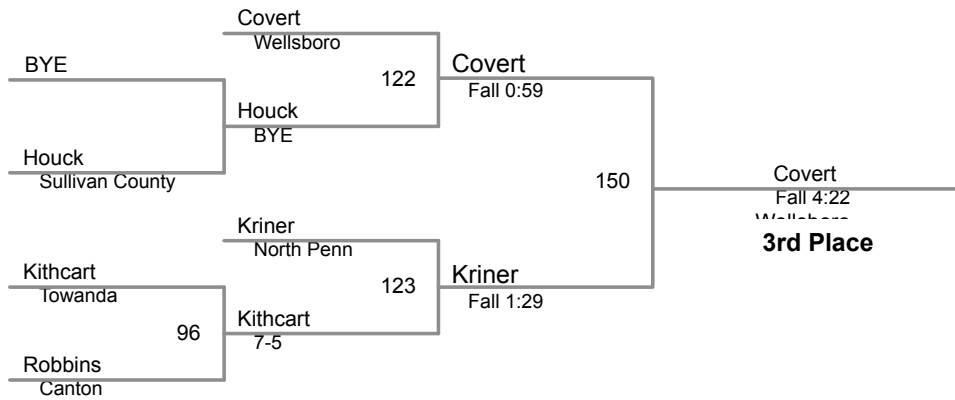 Covert
Wellsboro
BYE
122
Covert
Fall 0:59
Houck
BYE
Houck
Sullivan County
150
Covert
Fall 4:22
Wellsboro
3rd Place
Kriner
North Penn
Kithcart
Towanda
123
Kriner
Fall 1:29
96
Kithcart
7-5
Robbins
Canton